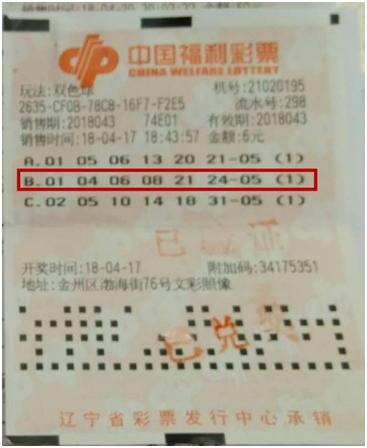 中国福利彩票
CHINA WELFARE LOTTERY
玩法:双色球 机号:21020195
2635-CF08-78C8-16F7-F2E5 流水号:298
销售期:2018043 74E01 有效期:2018043
销售时间:18-04-17 18:43:57 金额:6元
A.01 05 06 13 20 21-05 (1)
B.01 04 06 08 21 24-05 (1)
C.02 05 10 14 18 31-05 (1)
已 证
开奖时间:18-04-17 附加码:34175351
地址:金州区渤海街76号文彩照像
已兑奖
辽宁省彩票发行中心承销